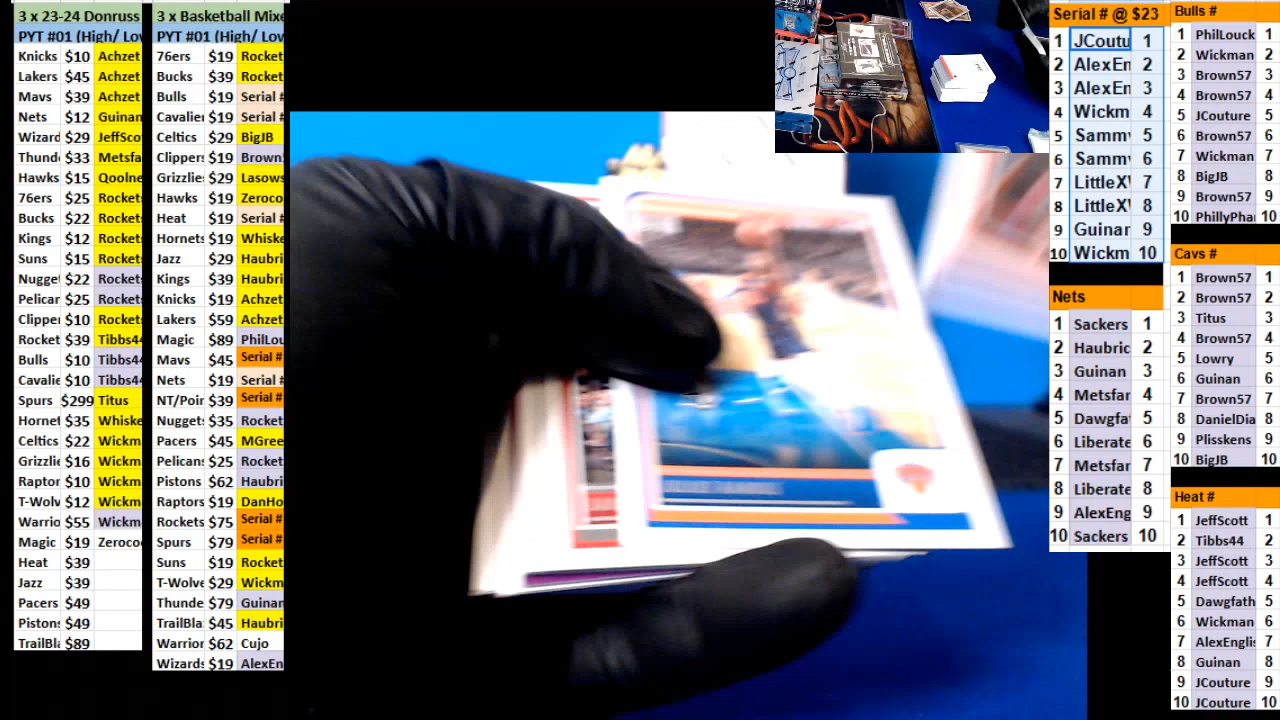 3 x 23-24 Donruss
PYT #01 (High/ Lov
Knicks $10 Achzet
Lakers $45 Achzet
Mavs $39 Achzet
Nets $12 Guinan
Wizard $29 JeffSco
Thund $33 Metsfa
Hawks $15 Qoolne
76ers $25 Rocket
Bucks $22 Rocket
Kings $12 Rocket
Suns $15 Rocket
Nugge $22 Rocket
Pelicar $25 Rocket
Clippe $10 Rocket
Rocket $39 Tibbs44
Bulls $10 Tibbs44
Cavalie $10 Tibbs44
Spurs $299 Titus
Hornet $35 Whiske
Celtics $22 Wickm
Grizzlie $16 Wickm
Raptor $10 Wickm
T-Wolv $12 Wickm
Warrio $55 Wickm
Magic $19 Zeroco
Heat $39
Jazz $39
Pacers $49
Pistons $49
TrailBla $89
3 x Basketball Mixe
PYT #01 (High/ Lov
76ers $19 Rocket
Bucks $39 Rocket
Bulls $19 Serial #
Cavalier $19 Serial #
Celtics $29 BigJB
Clippers $19 Brown
Grizzlies $29 Lasows
Hawks $19 Zeroco
Heat $19 Serial #
Hornets $19 Whiske
Jazz $29 Haubri
Kings $39 Haubri
Knicks $19 Achzet
Lakers $59 Achzet
Magic $89 PhilLou
Mavs $45 Serial #
Nets $19 Serial #
NT/Poir $39 Serial #
Nuggets $35 Rocket
Pacers $45 MGree
Pelicans $25 Rocket
Pistons $62 Haubri
Raptors $19 DanHo
Rockets $75 Serial #
Spurs $79 Serial #
Suns $19 Rocket
T-Wolve $29 Wickm
Thunde $79 Guinan
TrailBla $45 Haubri
Warrior $62 Cujo
Wizards $19 AlexEn
Serial # @ $23
1 JCoutu 1
2 AlexEn 2
3 AlexEn 3
4 Wickm 4
5 Sammy 5
6 Sammy 6
7 LittleX 7
8 LittleX 8
9 Guinar 9
10 Wickm 10
Nets
1 Sackers 1
2 Haubric 2
3 Guinan 3
4 Metsfar 4
5 Dawgfat 5
6 Liberate 6
7 Metsfar 7
8 Liberate 8
9 AlexEng 9
10 Sackers 10
Bulls #
1 PhilLouck 1
2 Wickman 2
3 Brown57 3
4 Brown57 4
5 JCouture 5
6 Brown57 6
7 Wickman 7
8 BigJB 8
9 Brown57 9
10 PhillyPha 10
Cavs #
1 Brown57 1
2 Brown57 2
3 Titus 3
4 Brown57 4
5 Lowry 5
6 Guinan 6
7 Brown57 7
8 DanielDia 8
9 Plisskens 9
10 BigJB 10
Heat #
1 JeffScott 1
2 Tibbs44 2
3 JeffScott 3
4 JeffScott 4
5 Dawgfath 5
6 Wickman 6
7 AlexEnglis 7
8 Guinan 8
9 JCouture 9
10 JCouture 10